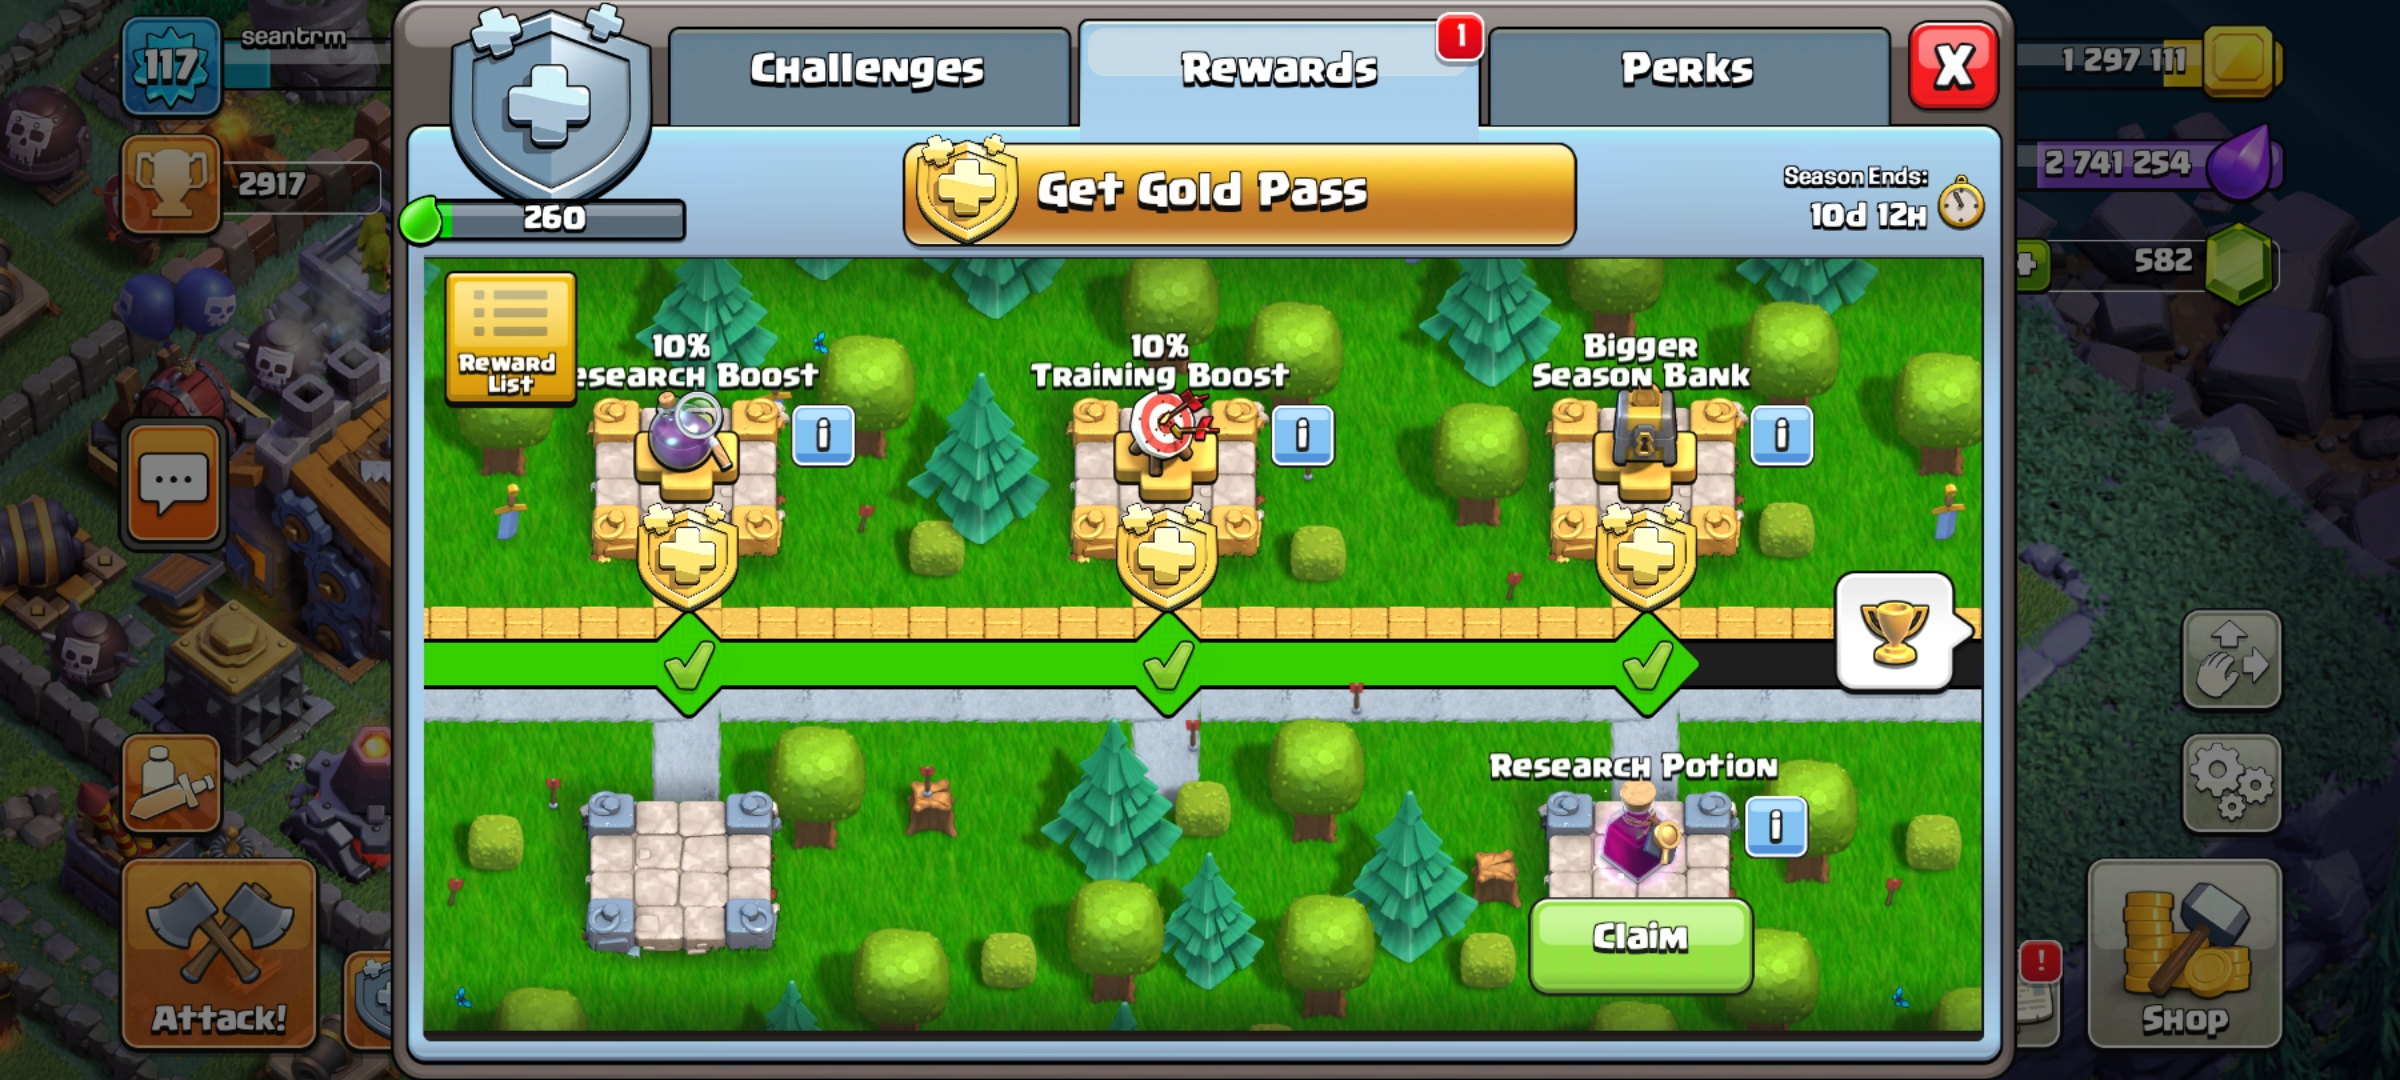 117
seantrm
Challenges
Rewards
1
Perks
X
1 297 111
2917
260
Get Gold Pass
Season Ends:
10d 12h
2 741 254
582
Reward
List
10%
esearch Boost
10%
Training Boost
Bigger
Season Bank
i
i
i
Research Potion
i
Claim
Attack!
!
Shop